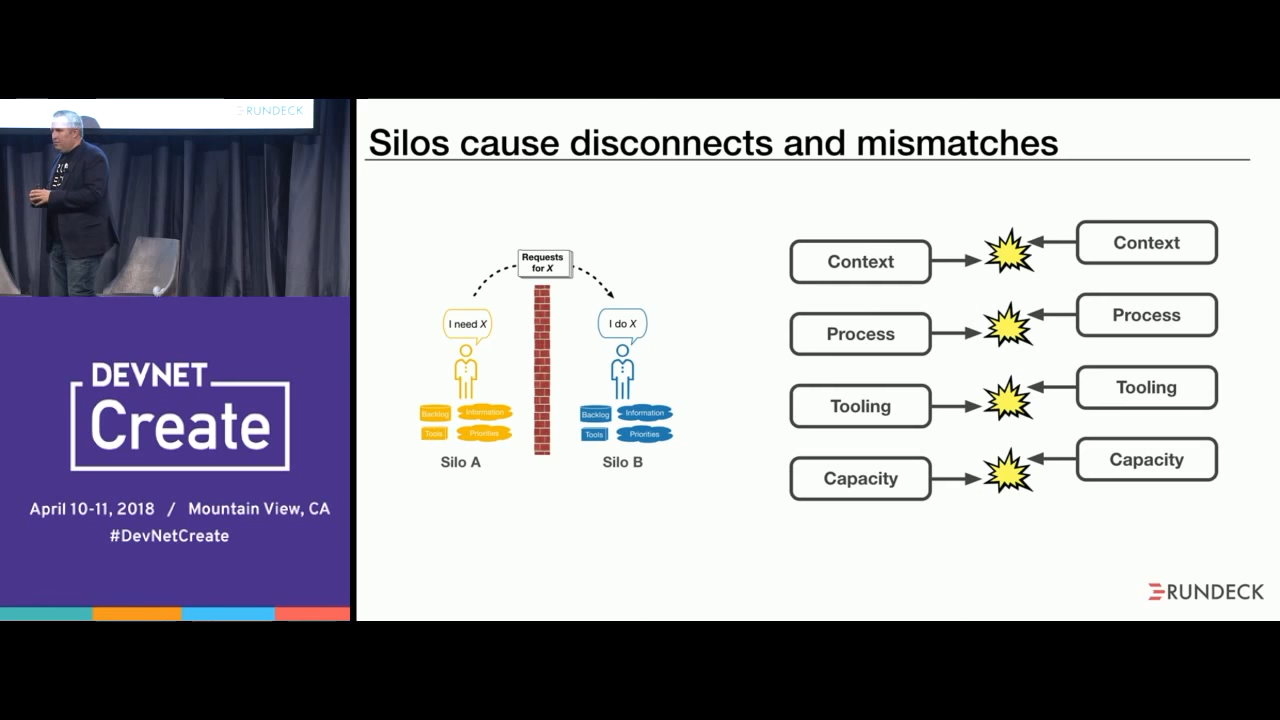 RUNDECK
DEVNET
Create
April 10-11, 2018 / Mountain View, CA
#DevNetCreate
Silos cause disconnects and mismatches
Requests
for X
I need X
I do X
Backlog
Information
Tools
Priorities
Silo A
Backlog
Information
Tools
Priorities
Silo B
Context
Context
Process
Process
Tooling
Tooling
Capacity
Capacity
RUNDECK